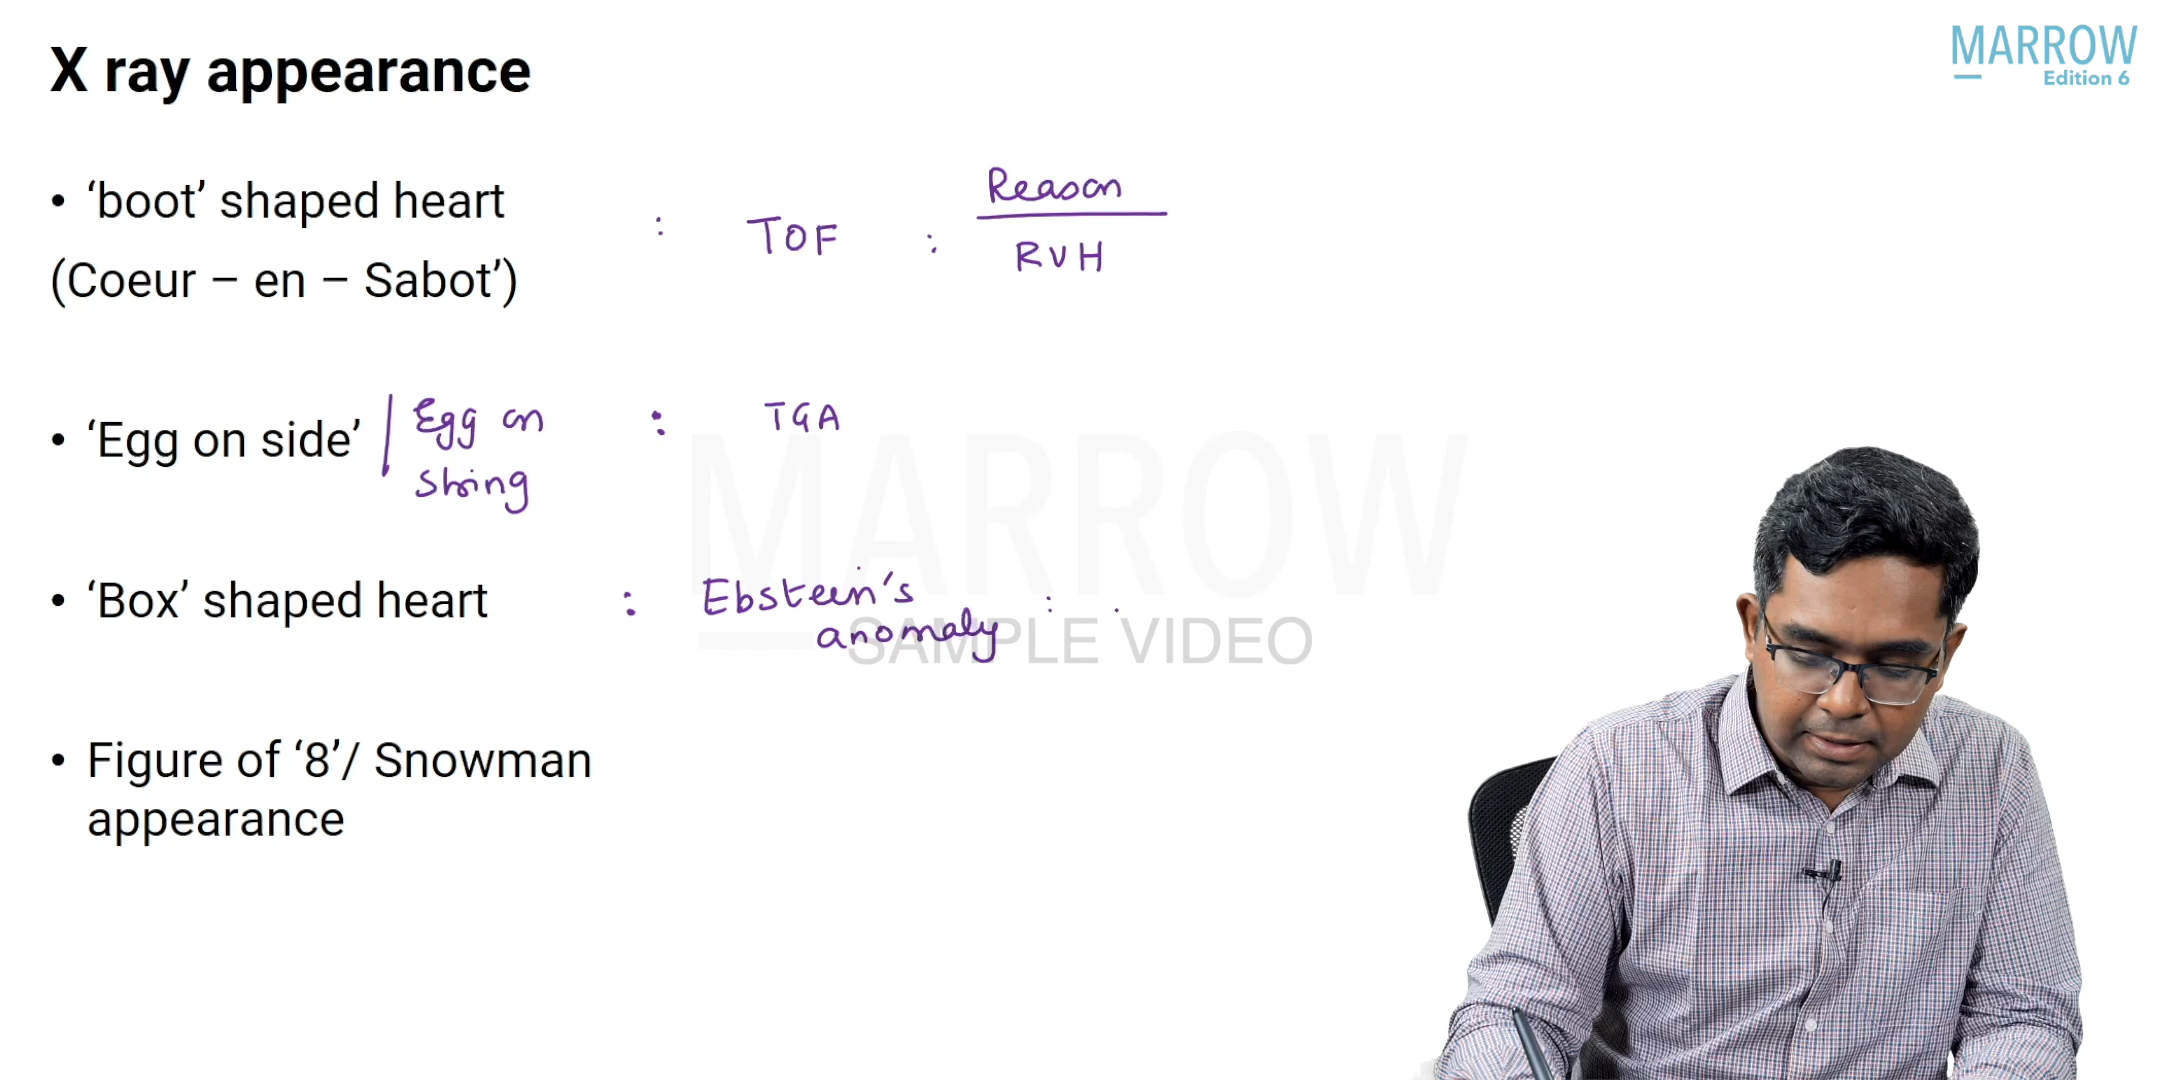 X ray appearance
MARROW
Edition 6
• ‘boot’ shaped heart : TOF : Reason
RVH
(Coeur – en – Sabot’)
• ‘Egg on side’ | Egg on : TGA
string
• ‘Box’ shaped heart : Ebstein's :
anomaly
MARROW
SAMPLE VIDEO
• Figure of ‘8’/ Snowman
appearance